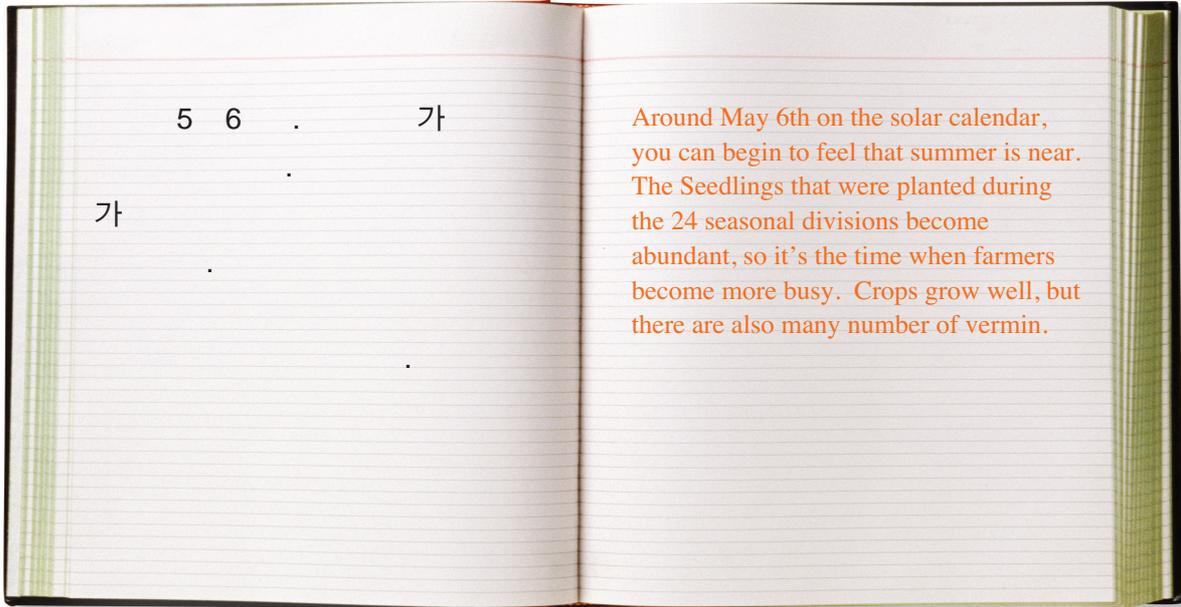 5 6 . 가
.
가
.
.
Around May 6th on the solar calendar,
you can begin to feel that summer is near.
The Seedlings that were planted during
the 24 seasonal divisions become
abundant, so it’s the time when farmers
become more busy.  Crops grow well, but
there are also many number of vermin.